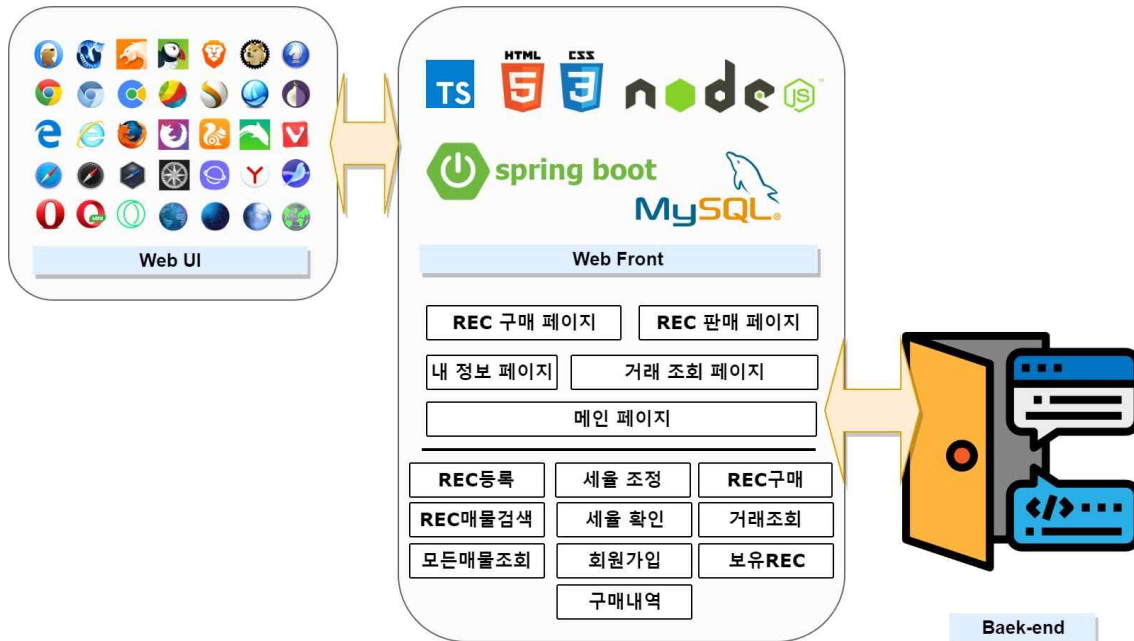 HTML
CSS
TS
5
3
node
JS
™
spring boot
MySQL®
Web UI
Web Front
REC 구매 페이지
REC 판매 페이지
내 정보 페이지
거래 조회 페이지
메인 페이지
REC등록
세율 조정
REC구매
REC매물검색
세율 확인
거래조회
모든매물조회
회원가입
보유REC
구매내역
</>
Baek-end